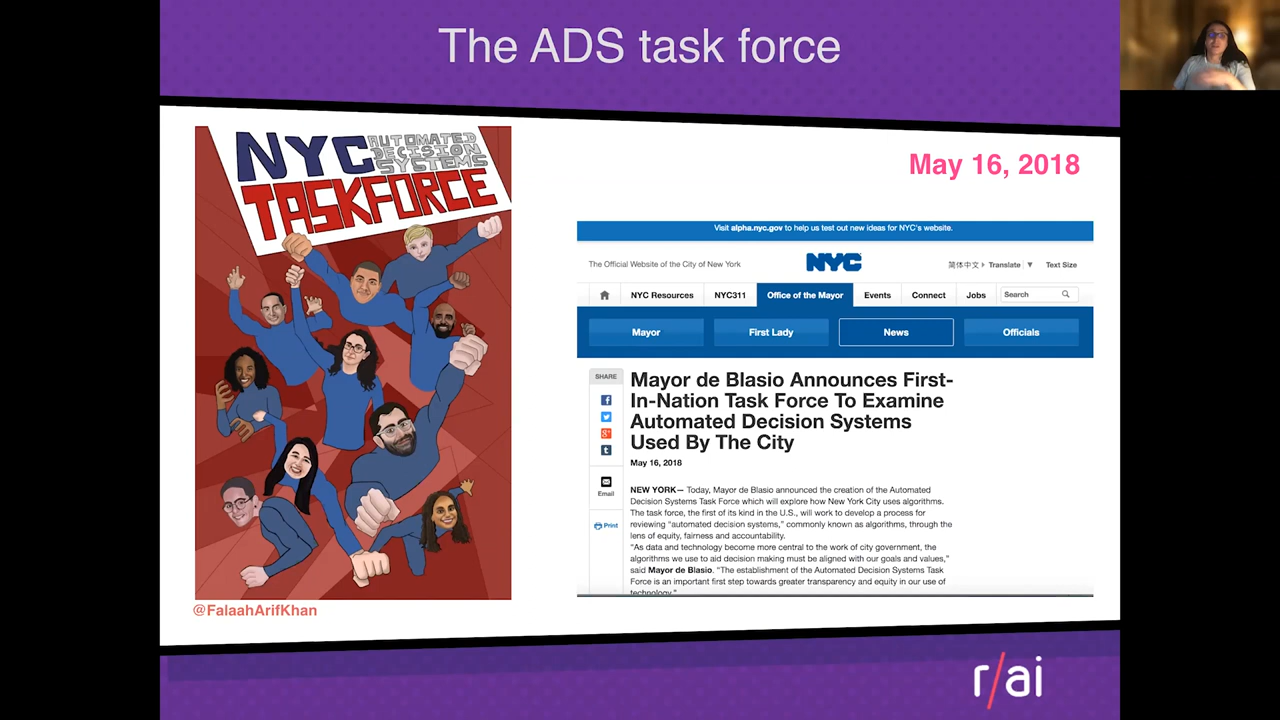 The ADS task force
NYC AUTOMATED
DECISION
SYSTEMS
TASKFORCE
@FalaahArifKhan
May 16, 2018
Visit alpha.nyc.gov to help us test out new ideas for NYC's website.
The Official Website of the City of New York
NYC
简体中文 Translate ▼ Text Size
NYC Resources NYC311 Office of the Mayor Events Connect Jobs Search
Mayor First Lady News Officials
SHARE
Email
Print
Mayor de Blasio Announces First-
In-Nation Task Force To Examine
Automated Decision Systems
Used By The City
May 16, 2018
NEW YORK— Today, Mayor de Blasio announced the creation of the Automated
Decision Systems Task Force which will explore how New York City uses algorithms.
The task force, the first of its kind in the U.S., will work to develop a process for
reviewing “automated decision systems,” commonly known as algorithms, through the
lens of equity, fairness and accountability.
“As data and technology become more central to the work of city government, the
algorithms we use to aid decision making must be aligned with our goals and values,”
said Mayor de Blasio. “The establishment of the Automated Decision Systems Task
Force is an important first step towards greater transparency and equity in our use of
technology.”
r/ai